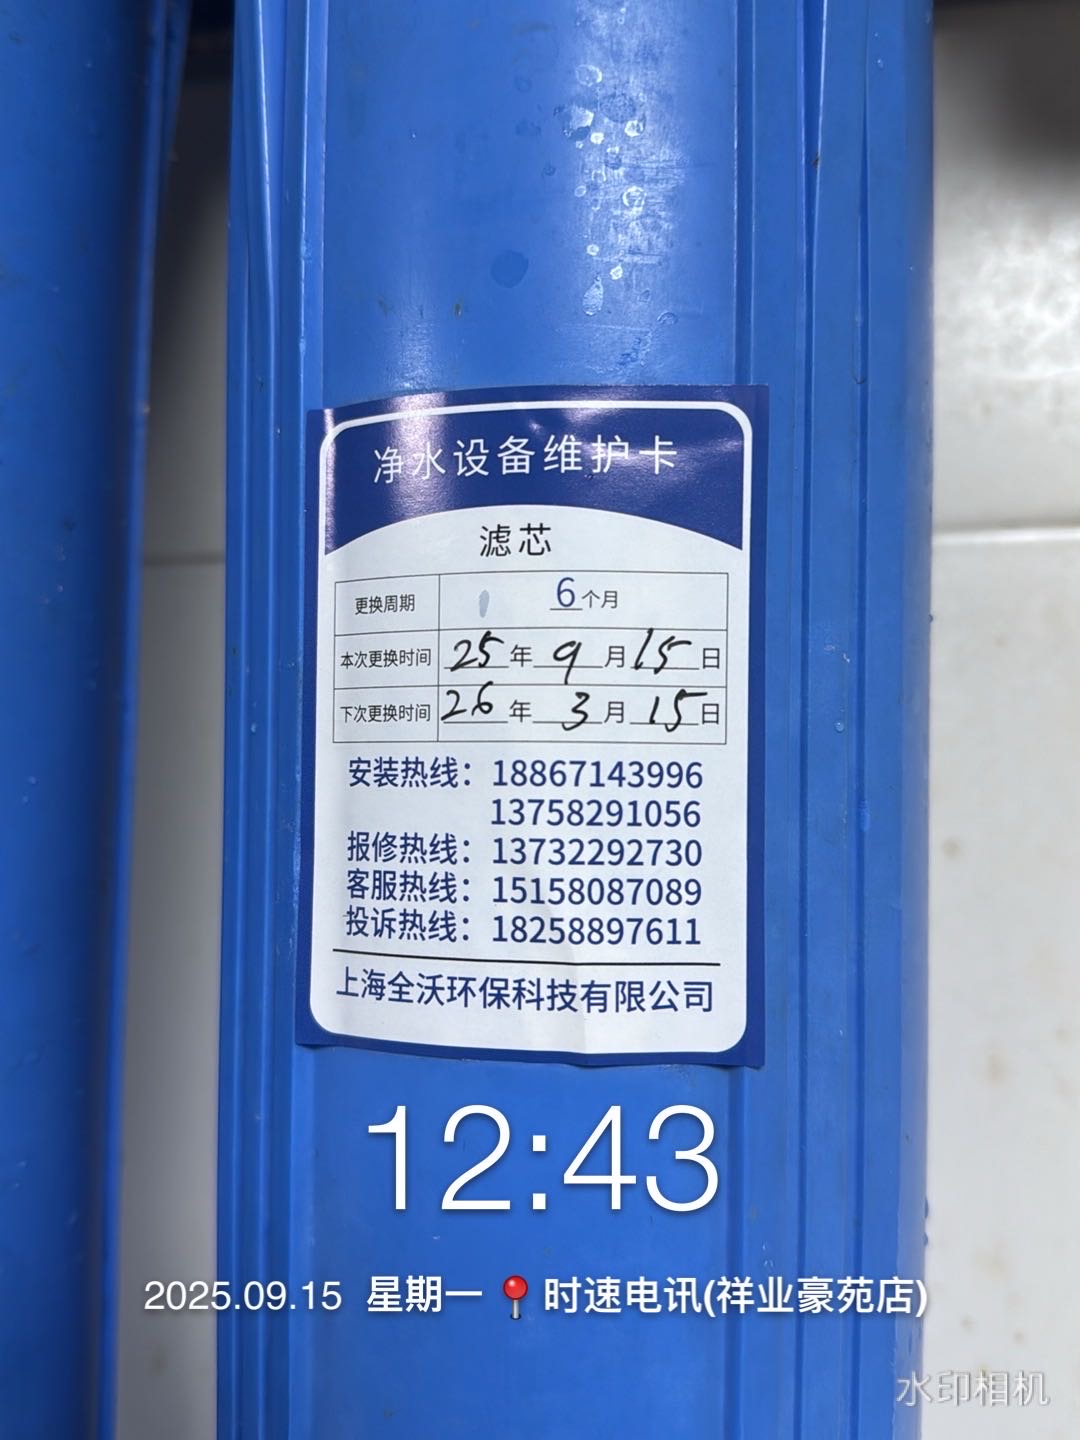 净水设备维护卡
滤芯
更换周期 6个月
本次更换时间 25年9月15日
下次更换时间 26年3月15日
安装热线：18867143996
13758291056
报修热线：13732292730
客服热线：15158087089
投诉热线：18258897611
上海全沃环保科技有限公司
12:43
2025.09.15 星期一 📍时速电讯(祥业豪苑店)
水印相机